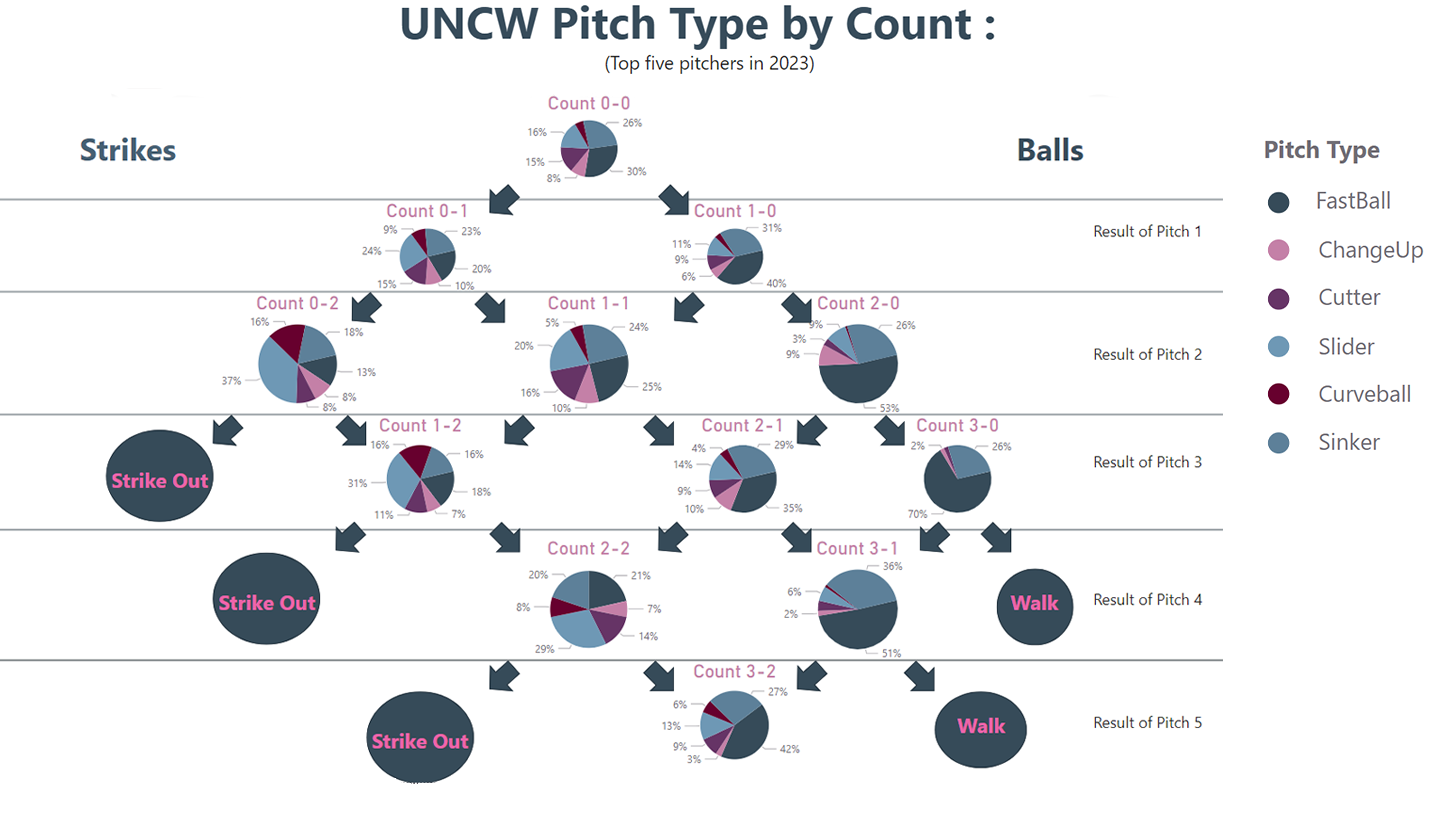 UNCW Pitch Type by Count :
(Top five pitchers in 2023)
Strikes
Balls
Pitch Type
FastBall
ChangeUp
Cutter
Slider
Curveball
Sinker
Count 0-0
26%
16%
15%
30%
8%
Count 0-1
9%
23%
24%
20%
15%
10%
Count 1-0
31%
11%
9%
6%
40%
Result of Pitch 1
Count 0-2
16%
18%
37%
13%
8%
8%
Count 1-1
5%
24%
20%
25%
16%
10%
Count 2-0
9%
26%
3%
9%
53%
Result of Pitch 2
Strike Out
Count 1-2
16%
16%
31%
18%
11%
7%
Count 2-1
4%
29%
14%
9%
10%
35%
Count 3-0
2%
26%
70%
Result of Pitch 3
Strike Out
Count 2-2
20%
21%
8%
7%
14%
29%
Count 3-1
36%
6%
2%
51%
Walk
Result of Pitch 4
Strike Out
Count 3-2
27%
6%
13%
9%
42%
3%
Walk
Result of Pitch 5